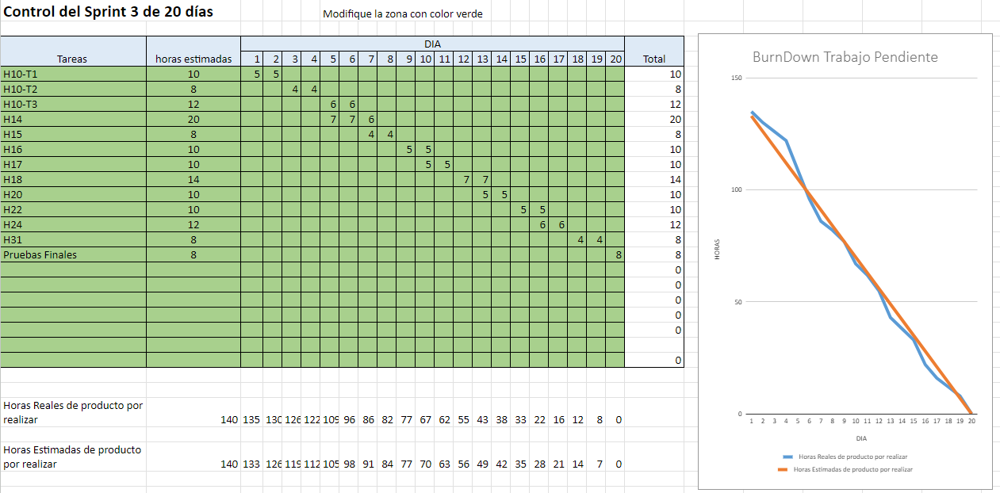 Control del Sprint 3 de 20 días
Modifique la zona con color verde
DIA
Tareas horas estimadas 1 2 3 4 5 6 7 8 9 10 11 12 13 14 15 16 17 18 19 20 Total
H10-T1 10 5 5 10
H10-T2 8 4 4 8
H10-T3 12 6 6 12
H14 20 7 7 6 20
H15 8 4 4 8
H16 10 5 5 10
H17 10 5 5 10
H18 14 7 7 14
H20 10 5 5 10
H22 10 5 5 10
H24 12 6 6 12
H31 8 4 4 8
Pruebas Finales 8 8 8
0
0
0
0
0
0
Horas Reales de producto por
realizar 140 135 130 126 122 109 96 86 82 77 67 62 55 43 38 33 22 16 12 8 0
Horas Estimadas de producto
por realizar 140 133 126 119 112 105 98 91 84 77 70 63 56 49 42 35 28 21 14 7 0
BurnDown Trabajo Pendiente
150
100
50
0
HORAS
1 2 3 4 5 6 7 8 9 10 11 12 13 14 15 16 17 18 19 20
DIA
Horas Reales de producto por realizar
Horas Estimadas de producto por realizar